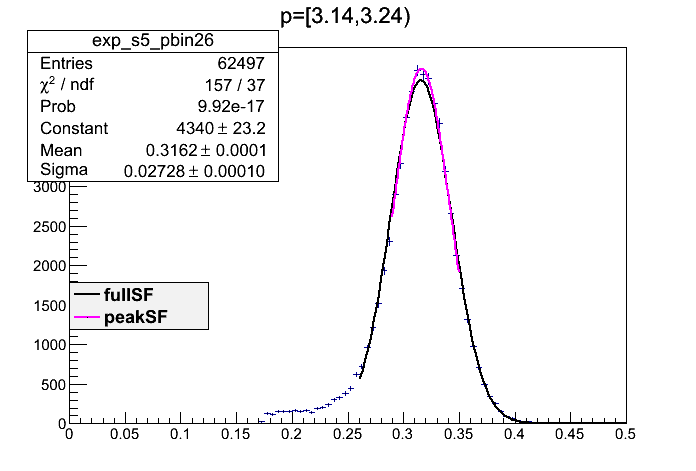 p=[3.14,3.24)
exp_s5_pbin26
Entries 62497
χ² / ndf 157 / 37
Prob 9.92e-17
Constant 4340 ± 23.2
Mean 0.3162 ± 0.0001
Sigma 0.02728 ± 0.00010
3000
2500
2000
1500
1000
500
0
fullSF
peakSF
0 0.05 0.1 0.15 0.2 0.25 0.3 0.35 0.4 0.45 0.5